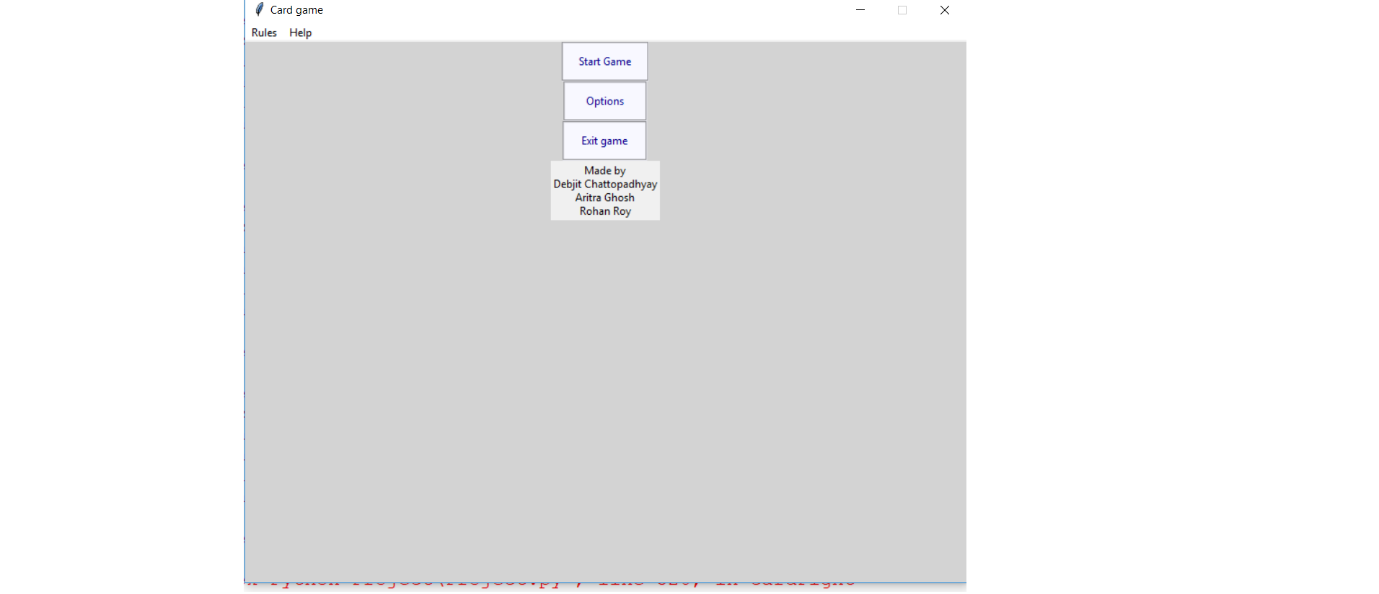 Card game
Rules Help
Start Game
Options
Exit game
Made by
Debjit Chattopadhyay
Aritra Ghosh
Rohan Roy